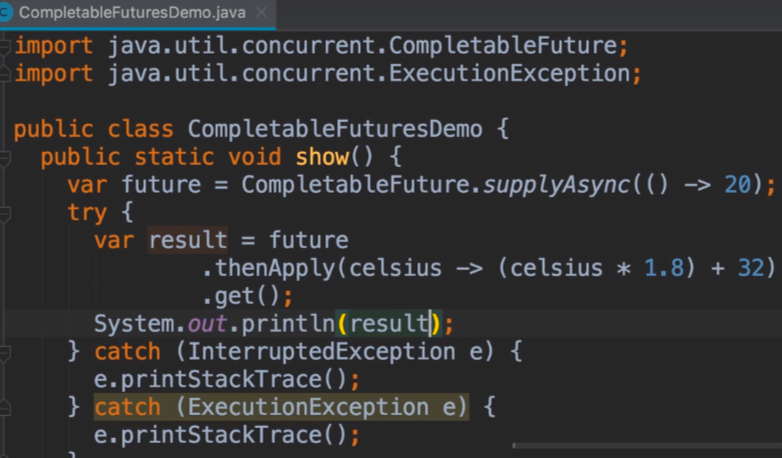 CompletableFuturesDemo.java
import java.util.concurrent.CompletableFuture;
import java.util.concurrent.ExecutionException;
public class CompletableFuturesDemo {
public static void show() {
var future = CompletableFuture.supplyAsync(() -> 20);
try {
var result = future
.thenApply(celsius -> (celsius * 1.8) + 32)
.get();
System.out.println(result);
} catch (InterruptedException e) {
e.printStackTrace();
} catch (ExecutionException e) {
e.printStackTrace();
}